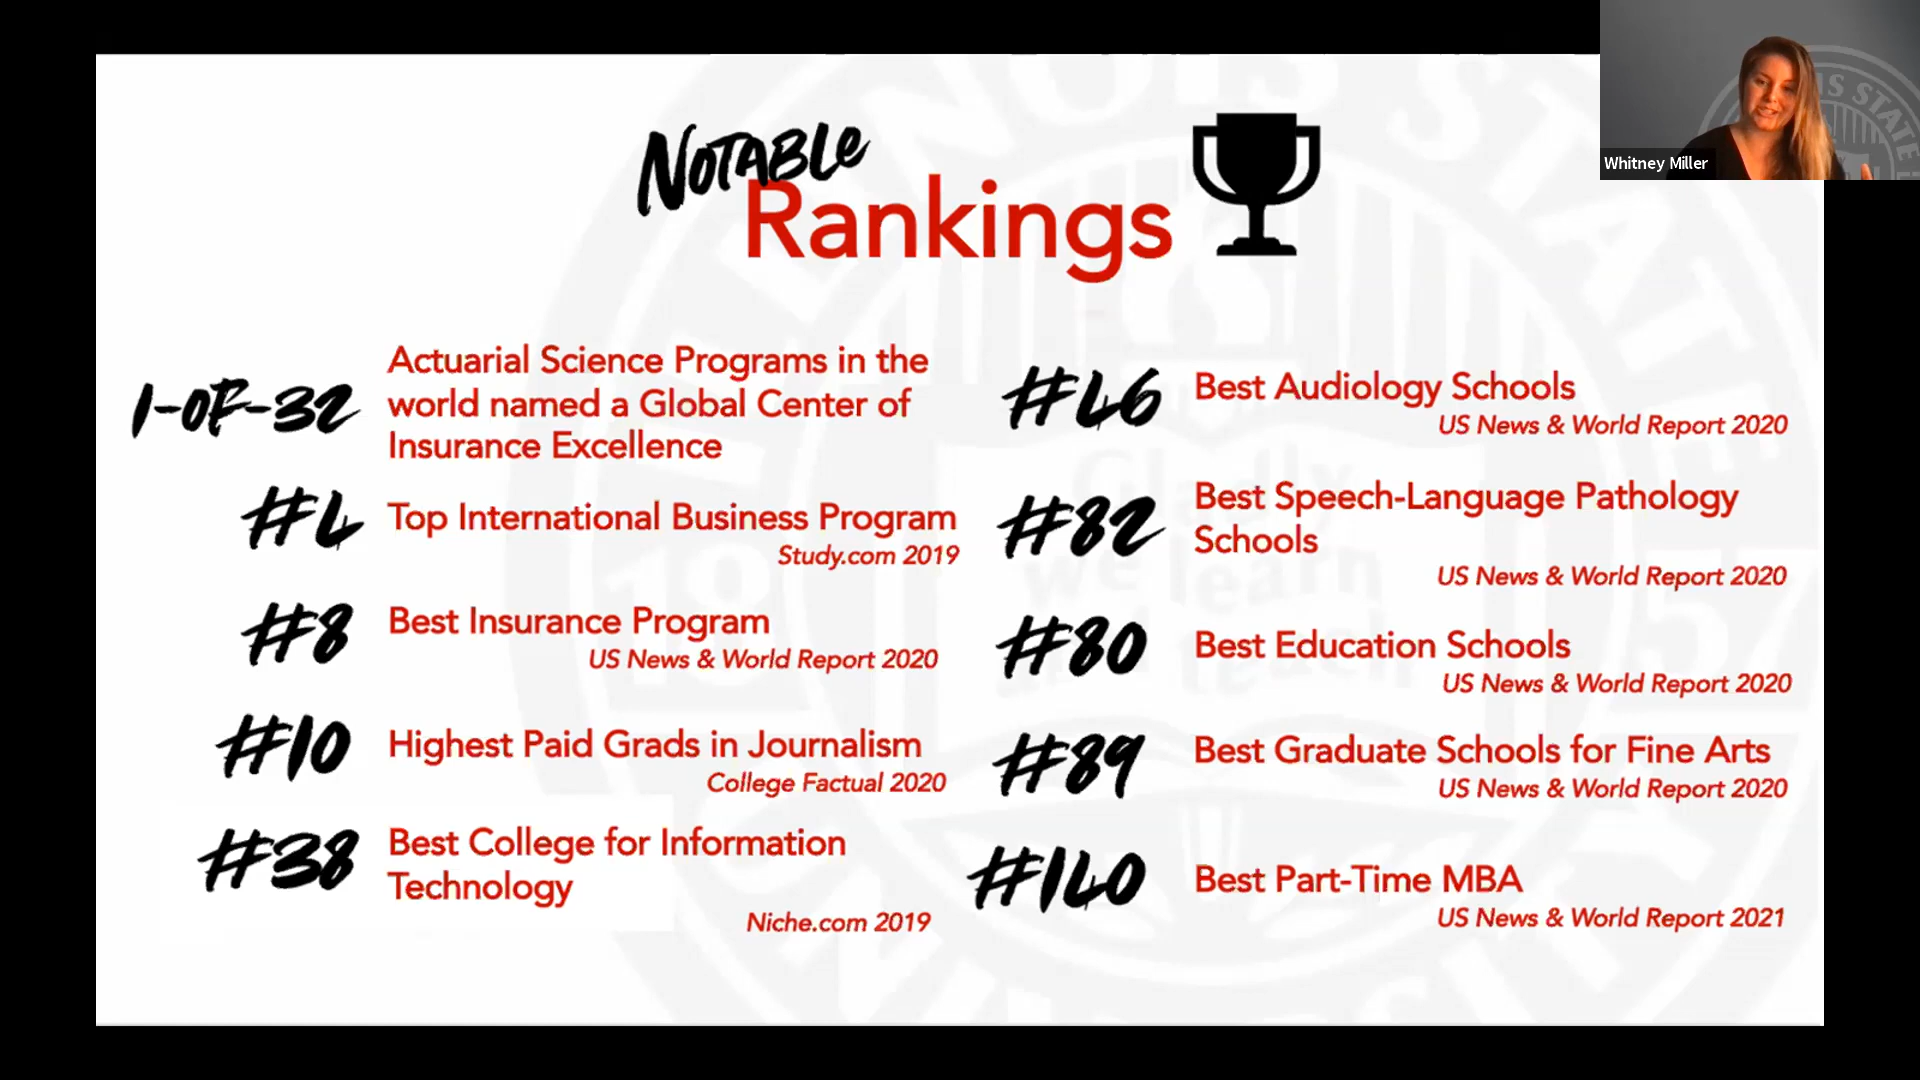 NOTABLE
Rankings
1-OF-32
Actuarial Science Programs in the
world named a Global Center of
Insurance Excellence
#4
Top International Business Program
Study.com 2019
#8
Best Insurance Program
US News & World Report 2020
#10
Highest Paid Grads in Journalism
College Factual 2020
#38
Best College for Information
Technology
Niche.com 2019
#46
Best Audiology Schools
US News & World Report 2020
#82
Best Speech-Language Pathology
Schools
US News & World Report 2020
#80
Best Education Schools
US News & World Report 2020
#89
Best Graduate Schools for Fine Arts
US News & World Report 2020
#140
Best Part-Time MBA
US News & World Report 2021
Whitney Miller